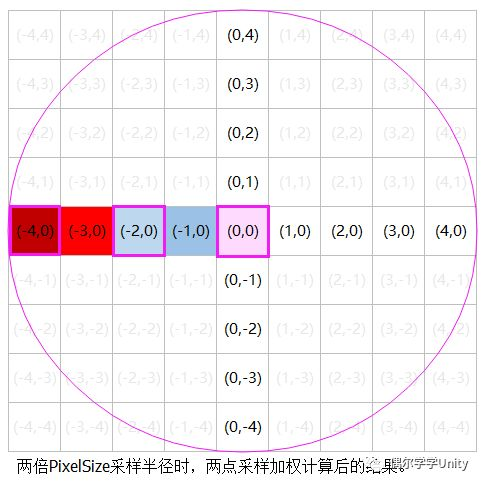 (-4,4) (-3,4) (-2,4) (-1,4) (0,4) (1,4) (2,4) (3,4) (4,4)
(-4,3) (-3,3) (-2,3) (-1,3) (0,3) (1,3) (2,3) (3,3) (4,3)
(-4,2) (-3,2) (-2,2) (-1,2) (0,2) (1,2) (2,2) (3,2) (4,2)
(-4,1) (-3,1) (-2,1) (-1,1) (0,1) (1,1) (2,1) (3,1) (4,1)
(-4,0) (-3,0) (-2,0) (-1,0) (0,0) (1,0) (2,0) (3,0) (4,0)
(-4,-1) (-3,-1) (-2,-1) (-1,-1) (0,-1) (1,-1) (2,-1) (3,-1) (4,-1)
(-4,-2) (-3,-2) (-2,-2) (-1,-2) (0,-2) (1,-2) (2,-2) (3,-2) (4,-2)
(-4,-3) (-3,-3) (-2,-3) (-1,-3) (0,-3) (1,-3) (2,-3) (3,-3) (4,-3)
(-4,-4) (-3,-4) (-2,-4) (-1,-4) (0,-4) (1,-4) (2,-4) (3,-4) (4,-4)
两倍PixelSize采样半径时，两点采样加权计算后的结果。
偶尔学学Unity